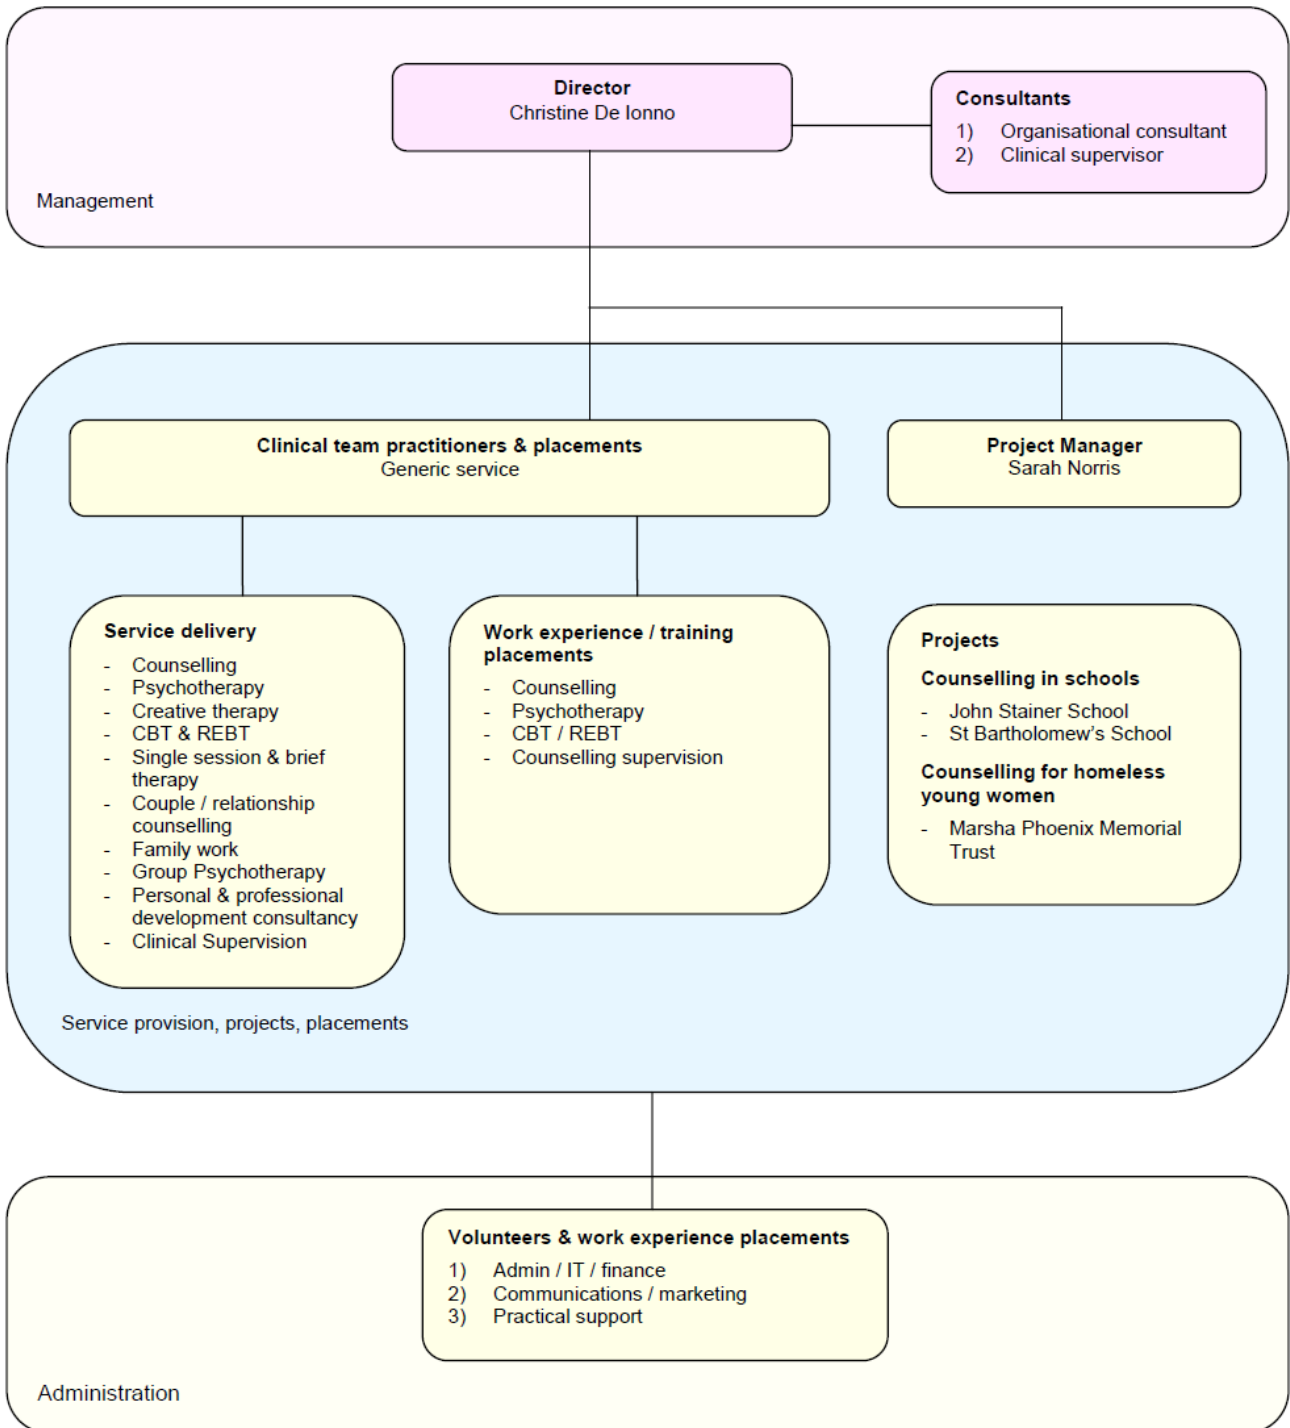 Director
Christine De Ionno
Consultants
1) Organisational consultant
2) Clinical supervisor
Management
Clinical team practitioners & placements
Generic service
Project Manager
Sarah Norris
Service delivery
- Counselling
- Psychotherapy
- Creative therapy
- CBT & REBT
- Single session & brief
therapy
- Couple / relationship
counselling
- Family work
- Group Psychotherapy
- Personal & professional
development consultancy
- Clinical Supervision
Work experience / training
placements
- Counselling
- Psychotherapy
- CBT / REBT
- Counselling supervision
Projects
Counselling in schools
- John Stainer School
- St Bartholomew's School
Counselling for homeless
young women
- Marsha Phoenix Memorial
Trust
Service provision, projects, placements
Volunteers & work experience placements
1) Admin / IT / finance
2) Communications / marketing
3) Practical support
Administration